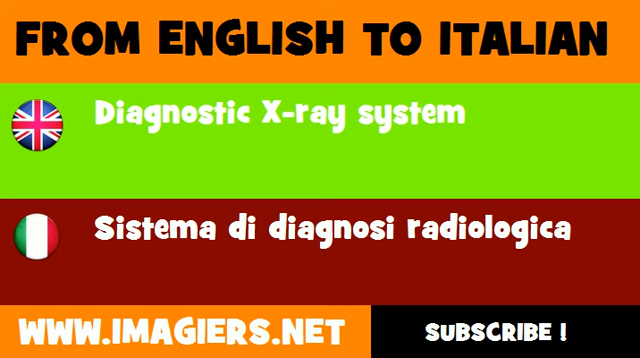 FROM ENGLISH TO ITALIAN
Diagnostic X-ray system
Sistema di diagnosi radiologica
WWW.IMAGIERS.NET
SUBSCRIBE !